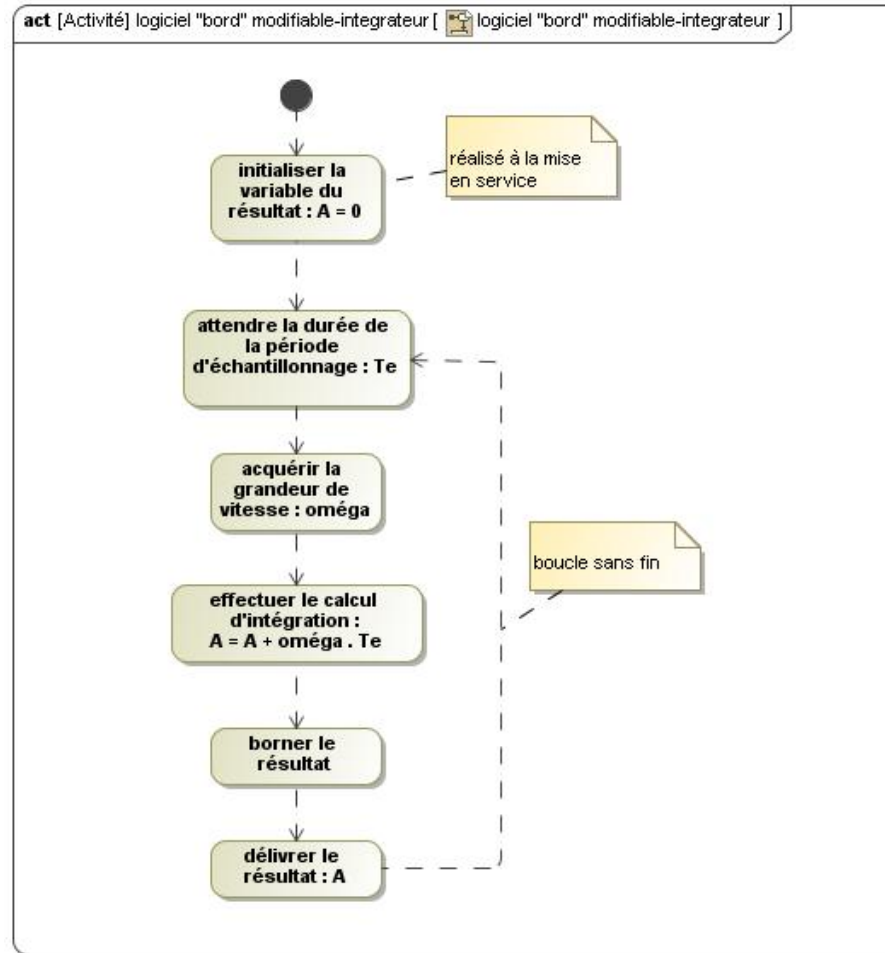 act [Activité] logiciel "bord" modifiable-integrateur [ logiciel "bord" modifiable-integrateur ]
initialiser la
variable du
résultat : A = 0
réalisé à la mise
en service
attendre la durée de
la période
d'échantillonnage : Te
acquérir la
grandeur de
vitesse : oméga
boucle sans fin
effectuer le calcul
d'intégration :
A = A + oméga . Te
borner le
résultat
délivrer le
résultat : A